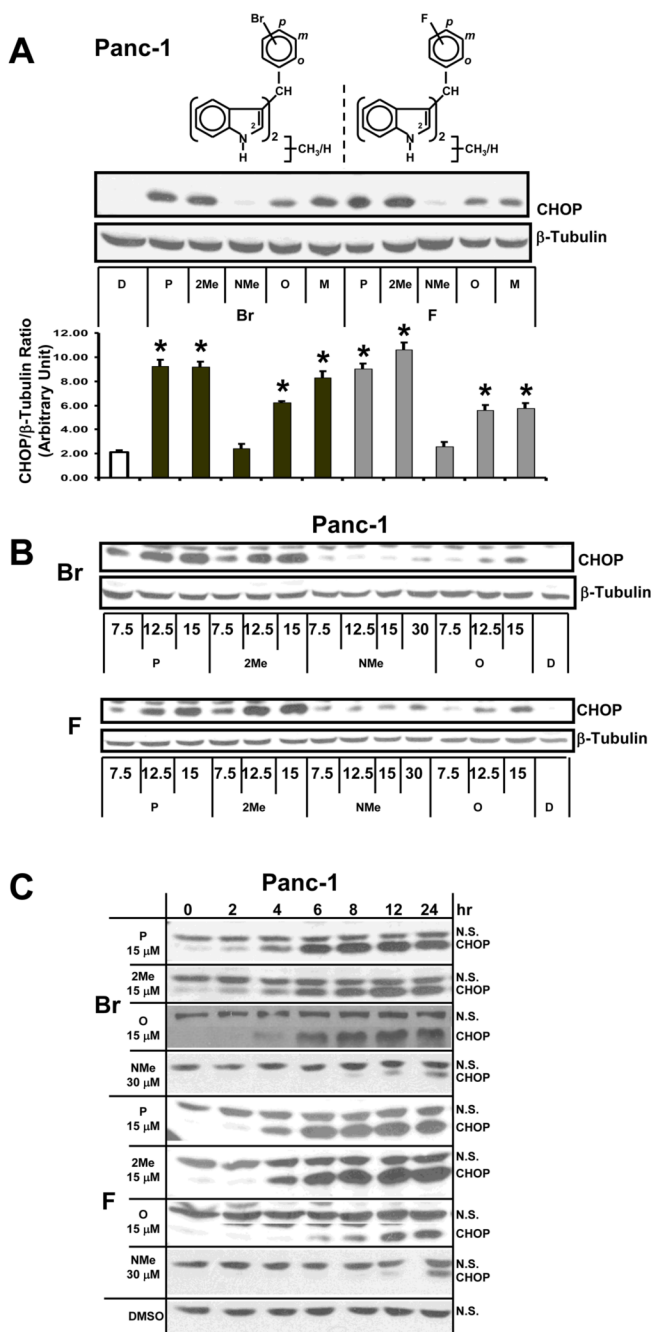 A
Panc-1
Br p m o
F p m o
CH CH
2 2
N N
H H
2 CH₃/H 2 CH₃/H
CHOP
β-Tubulin
D P 2Me NMe O M P 2Me NMe O M
Br F
CHOP/β-Tubulin Ratio
(Arbitrary Unit)
12.00
10.00
8.00
6.00
4.00
2.00
0.00
* * * * * * * *
B
Panc-1
Br
CHOP
β-Tubulin
7.5 12.5 15 7.5 12.5 15 7.5 12.5 15 30 7.5 12.5 15
P 2Me NMe O D
F
CHOP
β-Tubulin
7.5 12.5 15 7.5 12.5 15 7.5 12.5 15 30 7.5 12.5 15
P 2Me NMe O D
C
Panc-1
0 2 4 6 8 12 24 hr
Br
P
15 μM
N.S.
CHOP
2Me
15 μM
N.S.
CHOP
O
15 μM
N.S.
CHOP
NMe
30 μM
N.S.
CHOP
F
P
15 μM
N.S.
CHOP
2Me
15 μM
N.S.
CHOP
O
15 μM
N.S.
CHOP
NMe
30 μM
N.S.
CHOP
DMSO
N.S.